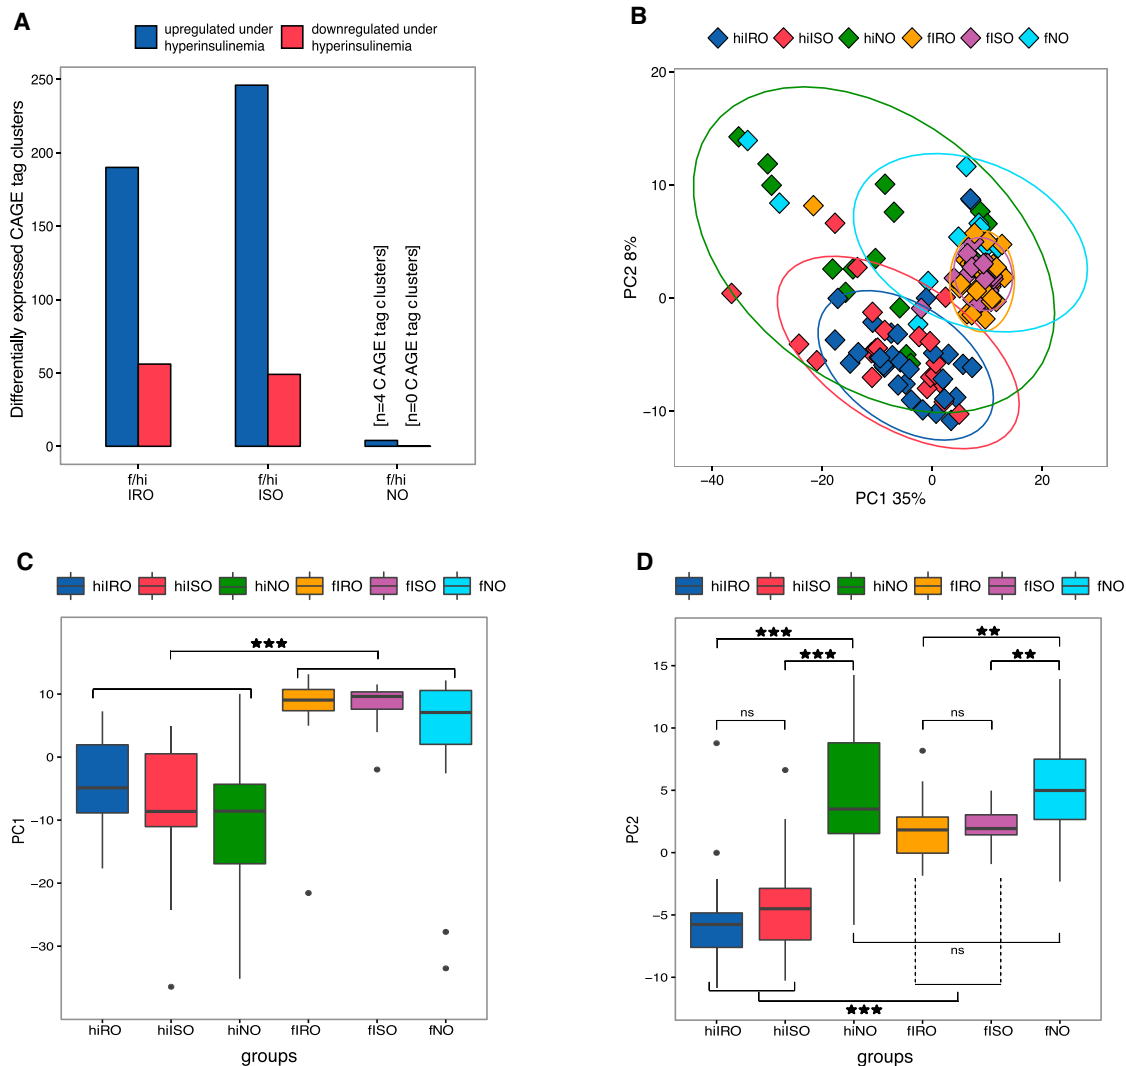 A
upregulated under hyperinsulinemia
downregulated under hyperinsulinemia
Differentially expressed CAGE tag clusters
250
200
150
100
50
0
[n=4 CAGE tag clusters]
[n=0 CAGE tag clusters]
f/hi IRO
f/hi ISO
f/hi NO
B
hiIRO hiISO hiNO fIRO fISO fNO
PC2 8%
20
10
0
−10
−40 −20 0 20
PC1 35%
C
hiIRO hiISO hiNO fIRO fISO fNO
★★★
PC1
10
0
−10
−20
−30
hiRO hiISO hiNO fIRO fISO fNO
groups
D
hiIRO hiISO hiNO fIRO fISO fNO
★★★ ★★
★★★ ★★
ns ns
PC2
15
10
5
0
−5
−10
ns
★★★
hiIRO hiISO hiNO fIRO fISO fNO
groups